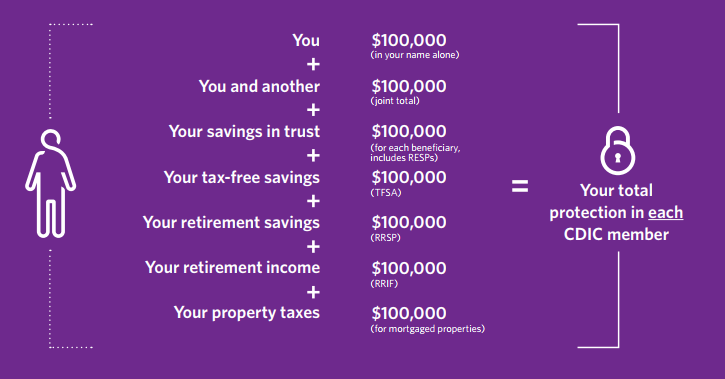 You $100,000
(in your name alone)
+
You and another $100,000
(joint total)
+
Your savings in trust $100,000
(for each beneficiary,
includes RESPs)
+
Your tax-free savings $100,000
(TFSA)
+
Your retirement savings $100,000
(RRSP)
+
Your retirement income $100,000
(RRIF)
+
Your property taxes $100,000
(for mortgaged properties)
=
Your total
protection in each
CDIC member